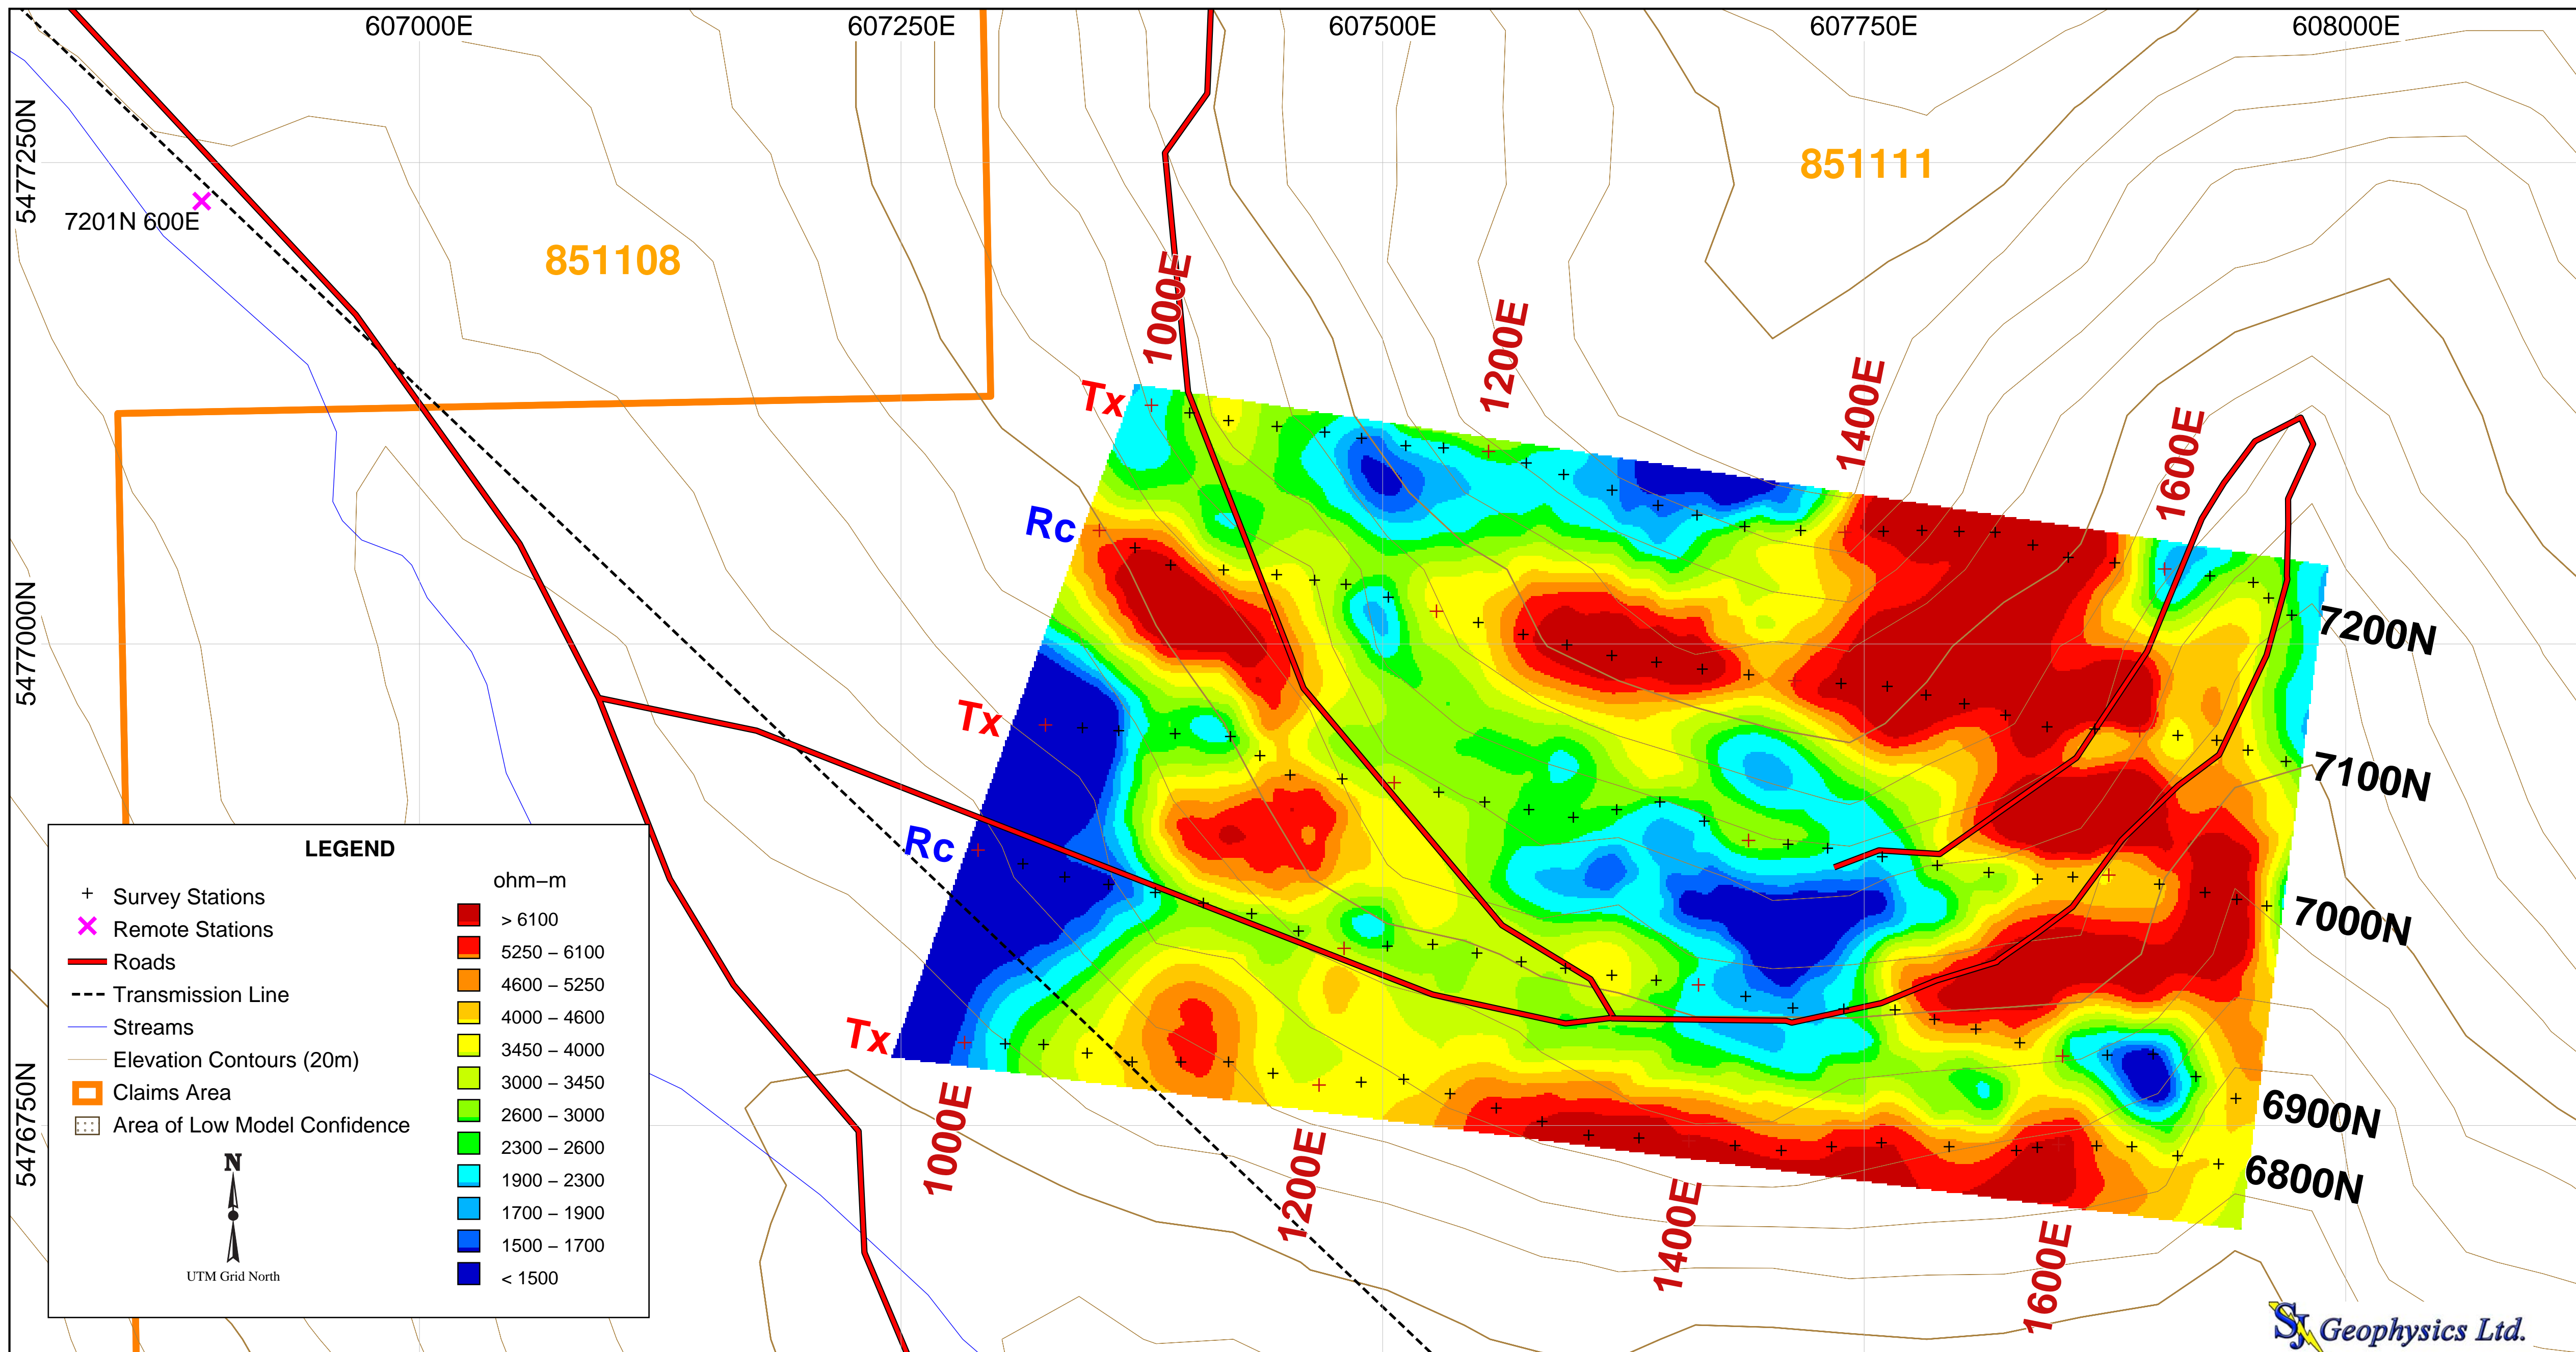 607000E
607250E
607500E
607750E
608000E
5477250N
851111
7201N 600E
851108
1000E
1200E
1400E
1600E
Tx
Rc
5477000N
7200N
Tx
7100N
Rc
7000N
Tx
6900N
6800N
5476750N
1000E
1200E
1400E
1600E
LEGEND
Survey Stations
Remote Stations
Roads
Transmission Line
Streams
Elevation Contours (20m)
Claims Area
Area of Low Model Confidence
N
UTM Grid North
ohm–m
> 6100
5250 – 6100
4600 – 5250
4000 – 4600
3450 – 4000
3000 – 3450
2600 – 3000
2300 – 2600
1900 – 2300
1700 – 1900
1500 – 1700
< 1500
SJ Geophysics Ltd.